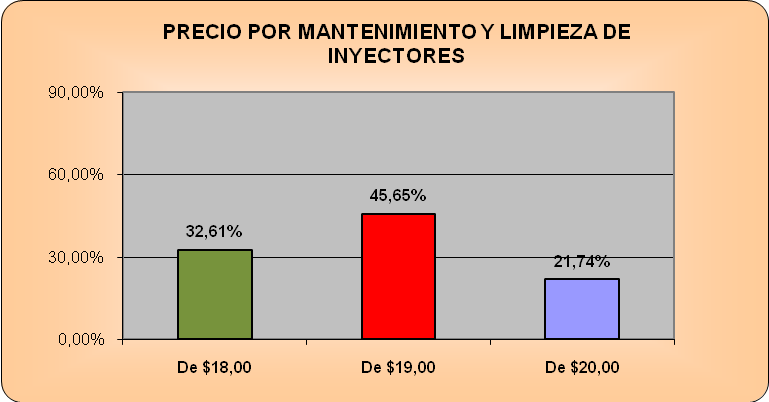 PRECIO POR MANTENIMIENTO Y LIMPIEZA DE
INYECTORES
90,00%
60,00%
30,00%
0,00%
32,61%
45,65%
21,74%
De $18,00
De $19,00
De $20,00